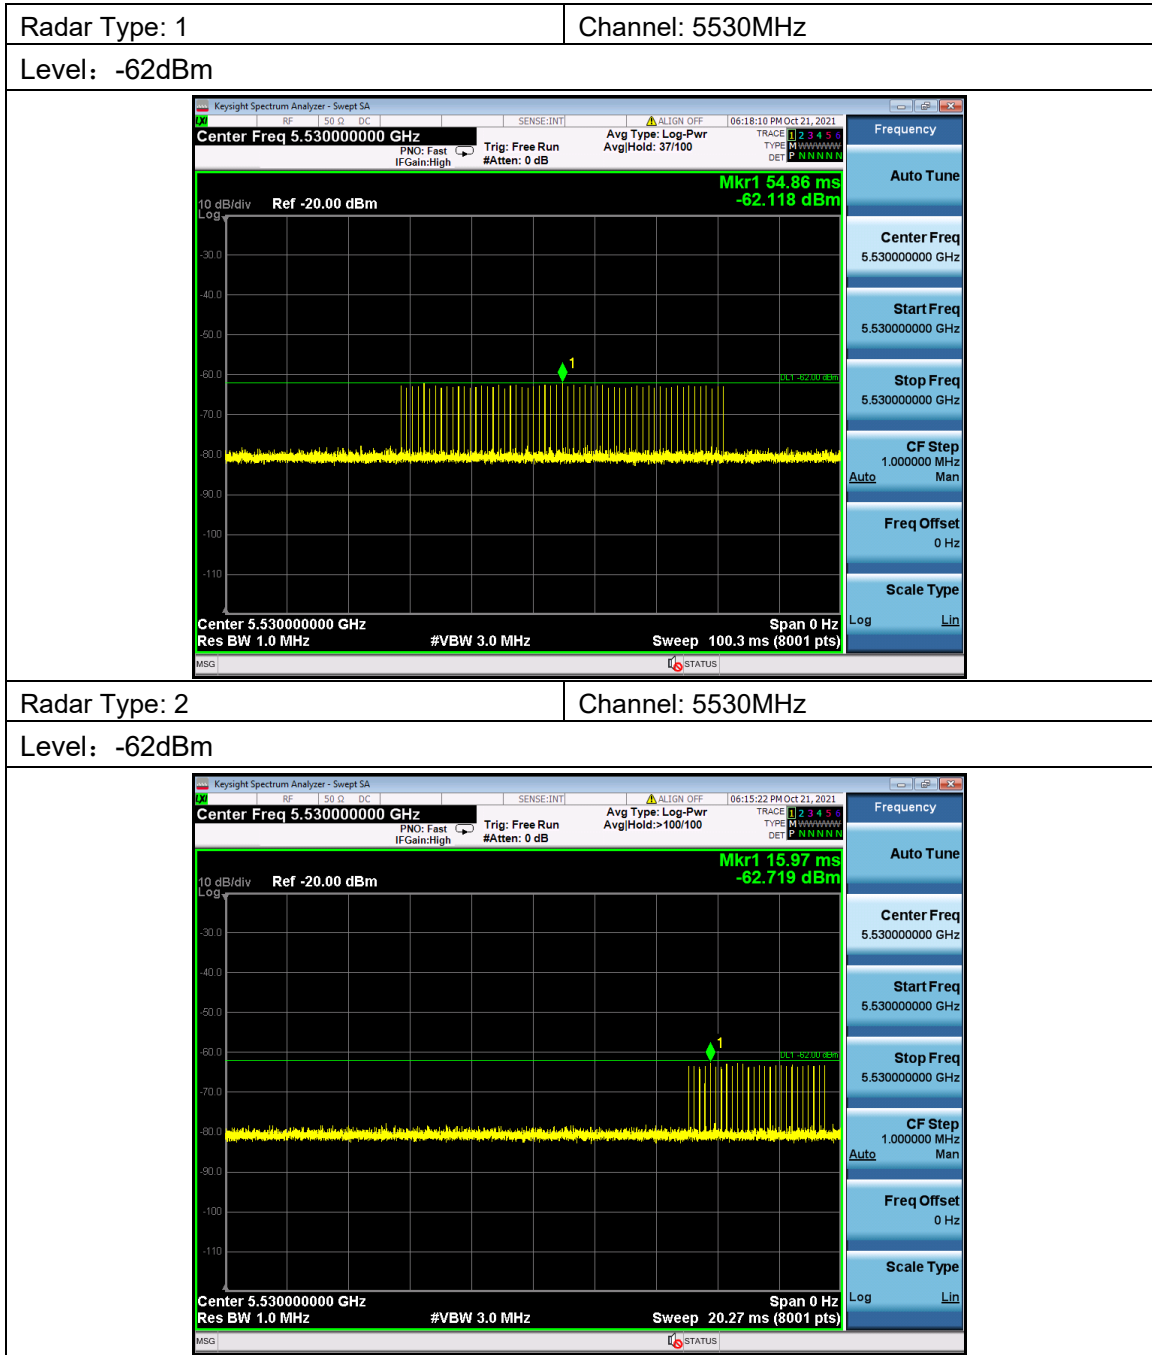 Radar Type: 1
Channel: 5530MHz
Level：-62dBm
Keysight Spectrum Analyzer - Swept SA
LXI RF 50 Ω DC SENSE:INT ALIGN OFF 06:18:10 PM Oct 21, 2021
Center Freq 5.530000000 GHz
PNO: Fast
IFGain:High
Trig: Free Run
#Atten: 0 dB
Avg Type: Log-Pwr
Avg|Hold: 37/100
TRACE 1 2 3 4 5 6
TYPE M WWWWW
DET P N N N N N
Mkr1 54.86 ms
-62.118 dBm
10 dB/div Ref -20.00 dBm
Log
-30.0
-40.0
-50.0
1
-60.0
DL1 -62.00 dBm
-70.0
-80.0
-90.0
-100
-110
Center 5.530000000 GHz Span 0 Hz
Res BW 1.0 MHz #VBW 3.0 MHz Sweep 100.3 ms (8001 pts)
MSG STATUS
Frequency
Auto Tune
Center Freq
5.530000000 GHz
Start Freq
5.530000000 GHz
Stop Freq
5.530000000 GHz
CF Step
1.000000 MHz
Auto Man
Freq Offset
0 Hz
Scale Type
Log Lin
Radar Type: 2
Channel: 5530MHz
Level：-62dBm
Keysight Spectrum Analyzer - Swept SA
LXI RF 50 Ω DC SENSE:INT ALIGN OFF 06:15:22 PM Oct 21, 2021
Center Freq 5.530000000 GHz
PNO: Fast
IFGain:High
Trig: Free Run
#Atten: 0 dB
Avg Type: Log-Pwr
Avg|Hold:>100/100
TRACE 1 2 3 4 5 6
TYPE M WWWWW
DET P N N N N N
Mkr1 15.97 ms
-62.719 dBm
10 dB/div Ref -20.00 dBm
Log
-30.0
-40.0
-50.0
1
-60.0
DL1 -62.00 dBm
-70.0
-80.0
-90.0
-100
-110
Center 5.530000000 GHz Span 0 Hz
Res BW 1.0 MHz #VBW 3.0 MHz Sweep 20.27 ms (8001 pts)
MSG STATUS
Frequency
Auto Tune
Center Freq
5.530000000 GHz
Start Freq
5.530000000 GHz
Stop Freq
5.530000000 GHz
CF Step
1.000000 MHz
Auto Man
Freq Offset
0 Hz
Scale Type
Log Lin